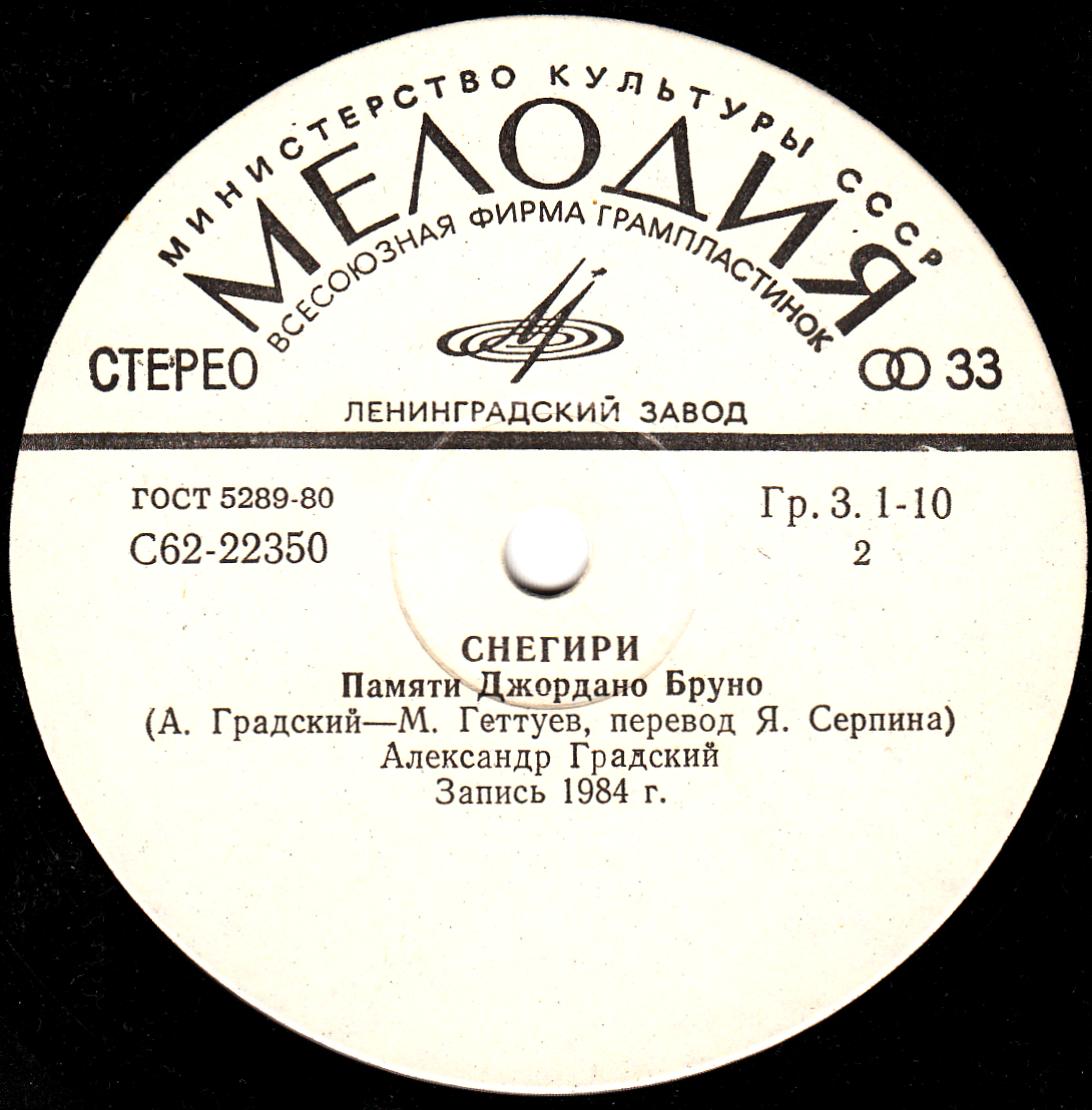 МИНИСТЕРСТВО КУЛЬТУРЫ СССР
МЕЛОДИЯ
ВСЕСОЮЗНАЯ ФИРМА ГРАМПЛАСТИНОК
СТЕРЕО
33
ЛЕНИНГРАДСКИЙ ЗАВОД
ГОСТ 5289-80
Гр. 3. 1-10
С62-22350
2
СНЕГИРИ
Памяти Джордано Бруно
(А. Градский—М. Геттуев, перевод Я. Серпина)
Александр Градский
Запись 1984 г.